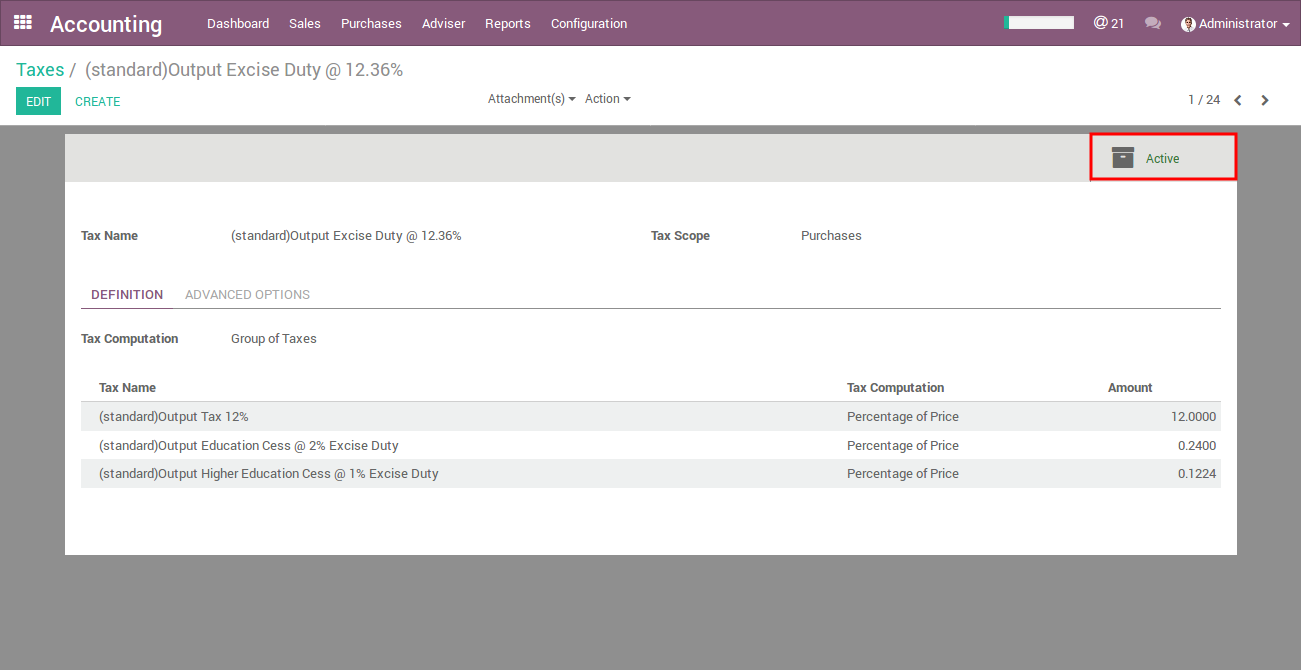 Accounting Dashboard Sales Purchases Adviser Reports Configuration @ 21 Administrator
Taxes / (standard)Output Excise Duty @ 12.36%
EDIT CREATE Attachment(s) Action 1 / 24
Active
Tax Name (standard)Output Excise Duty @ 12.36% Tax Scope Purchases
DEFINITION ADVANCED OPTIONS
Tax Computation Group of Taxes
Tax Name Tax Computation Amount
(standard)Output Tax 12% Percentage of Price 12.0000
(standard)Output Education Cess @ 2% Excise Duty Percentage of Price 0.2400
(standard)Output Higher Education Cess @ 1% Excise Duty Percentage of Price 0.1224